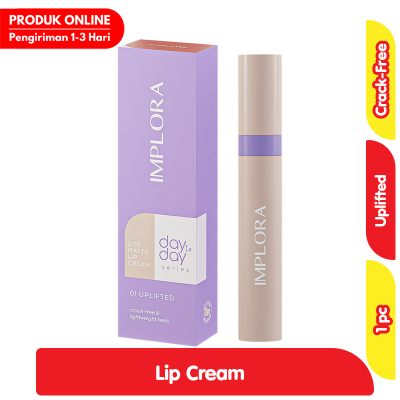 PRODUK ONLINE
Pengiriman 1-3 Hari
IMPLORA
LITE
MATTE
LIP
CREAM
day to
day
series
01 UPLIFTED
crack-free &
lightweight feels
IMPLORA
Crack-Free
Uplifted
1 pc
Lip Cream